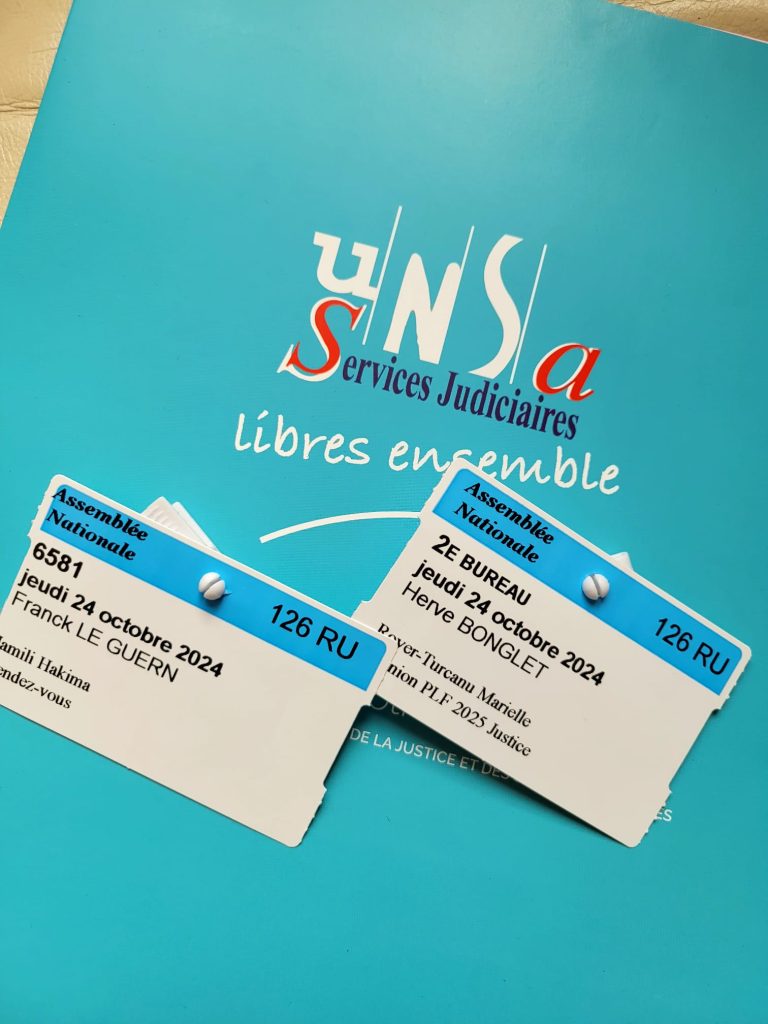 uNSa
Services Judiciaires
libres ensemble
Assemblée
Nationale
6581
jeudi 24 octobre 2024
Franck LE GUERN
126 RU
Hakima
Assemblée
Nationale
2E BUREAU
jeudi 24 octobre 2024
Herve BONGLET
126 RU
Royer-Turcanu Marielle
PLF 2025 Justice
DE LA JUSTICE ET DES